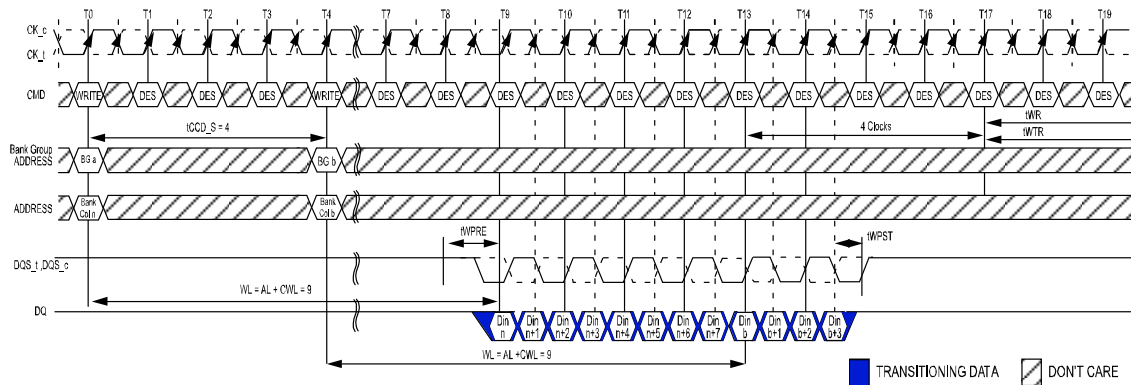 T0 T1 T2 T3 T4 T7 T8 T9 T10 T11 T12 T13 T14 T15 T16 T17 T18 T19
CK_c
CK_t
CMD WRITE DES DES DES WRITE DES DES DES DES DES DES DES DES DES DES DES DES DES
tWR
tCCD_S = 4
4 Clocks
tWTR
Bank Group
ADDRESS BG a BG b
ADDRESS Bank Col n Bank Col b
tWPRE tWPST
DQS_t ,DQS_c
WL = AL + CWL = 9
DQ Din n Din n+1 Din n+2 Din n+3 Din n+4 Din n+5 Din n+6 Din n+7 Din b Din b+1 Din b+2 Din b+3
WL = AL +CWL = 9
TRANSITIONING DATA DON'T CARE